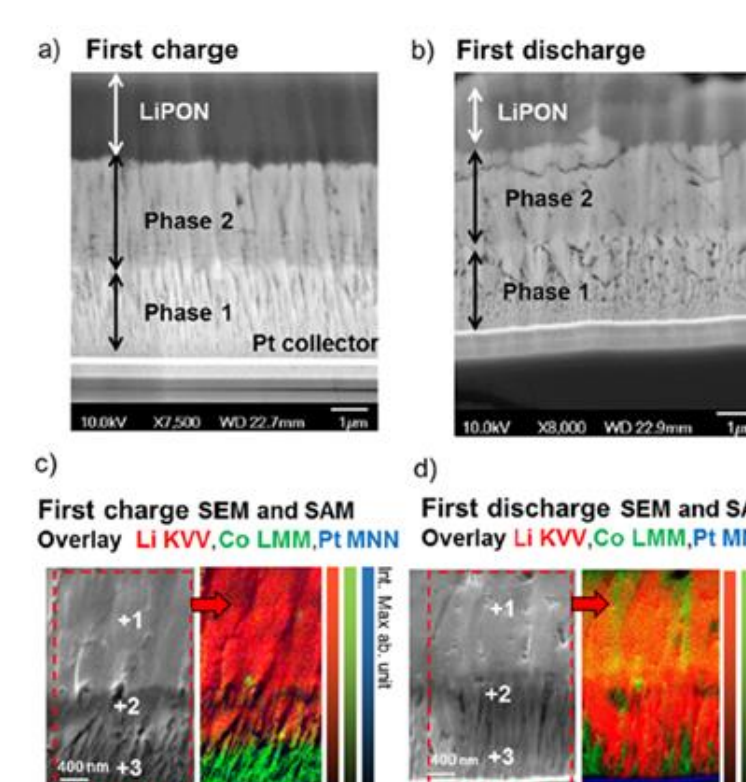 a) First charge
LiPON
Phase 2
Phase 1
Pt collector
10.0kV X7,500 WD 22.7mm 1µm
b) First discharge
LiPON
Phase 2
Phase 1
10.0kV X8,000 WD 22.9mm
c)
First charge SEM and SAM
Overlay Li KVV,Co LMM,Pt MNN
+1
+2
+3
400 nm
Int. Max ab. unit
d)
First discharge SEM and
Overlay Li KVV,Co LMM,Pt
+1
+2
+3
400 nm